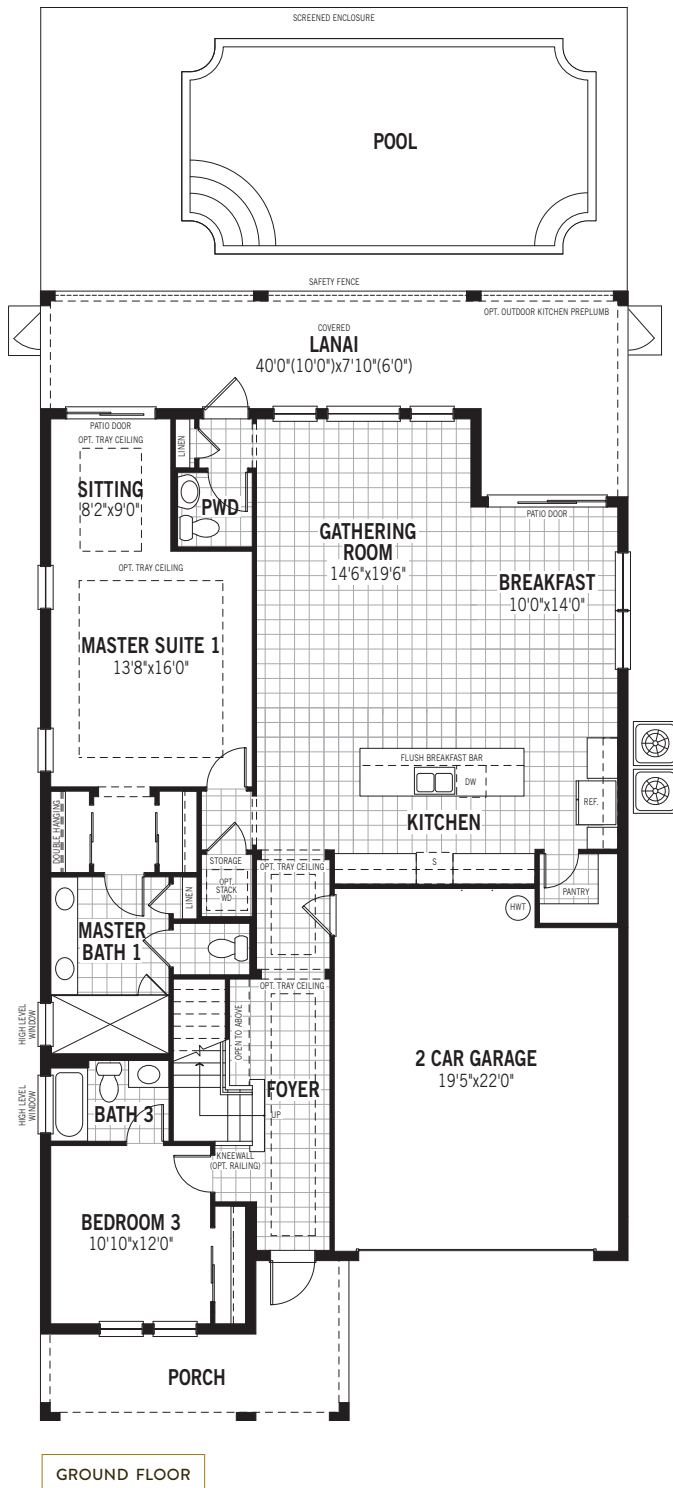 SCREENED ENCLOSURE
POOL
SAFETY FENCE
OPT. OUTDOOR KITCHEN PREPLUMB
COVERED
LANAI
40'0"(10'0")x7'10"(6'0")
PATIO DOOR
OPT. TRAY CEILING
LINEN
SITTING
8'2"x9'0"
PWD
PATIO DOOR
GATHERING
ROOM
14'6"x19'6"
BREAKFAST
10'0"x14'0"
OPT. TRAY CEILING
MASTER SUITE 1
13'8"x16'0"
FLUSH BREAKFAST BAR
DW
REF.
KITCHEN
DOUBLE HANGING
STORAGE
OPT.
STACK
WD
OPT. TRAY CEILING
S
PANTRY
LINEN
HWT
MASTER
BATH 1
OPT. TRAY CEILING
HIGH LEVEL
WINDOW
OPEN TO ABOVE
2 CAR GARAGE
19'5"x22'0"
HIGH LEVEL
WINDOW
BATH 3
FOYER
UP
KNEEWALL
(OPT. RAILING)
BEDROOM 3
10'10"x12'0"
PORCH
GROUND FLOOR